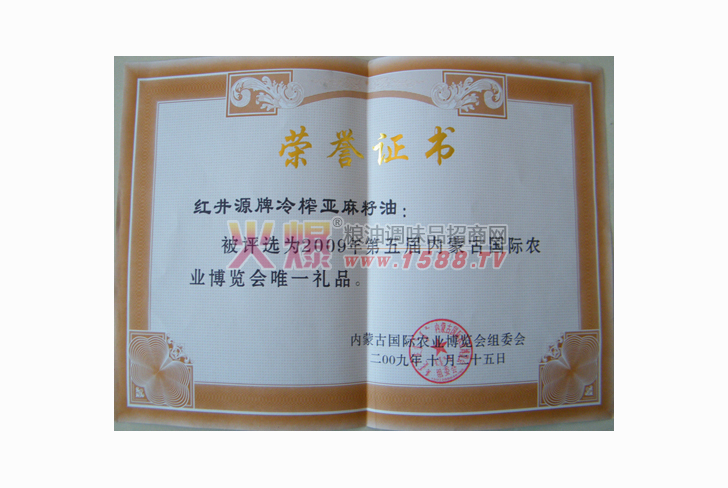 荣誉证书
红井源牌冷榨亚麻籽油：
被评选为2009年第五届内蒙古国际农
业博览会唯一礼品。
火爆®粮油调味品招商网
www.1588.TV
内蒙古国际农业博览会组委会
二00九年十月二十五日